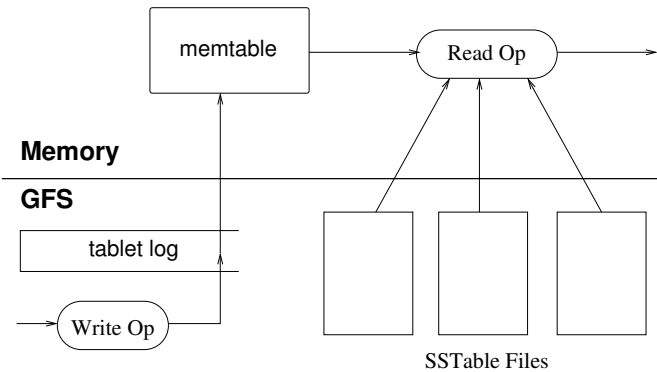 memtable
Read Op
Memory
GFS
tablet log
Write Op
SSTable Files